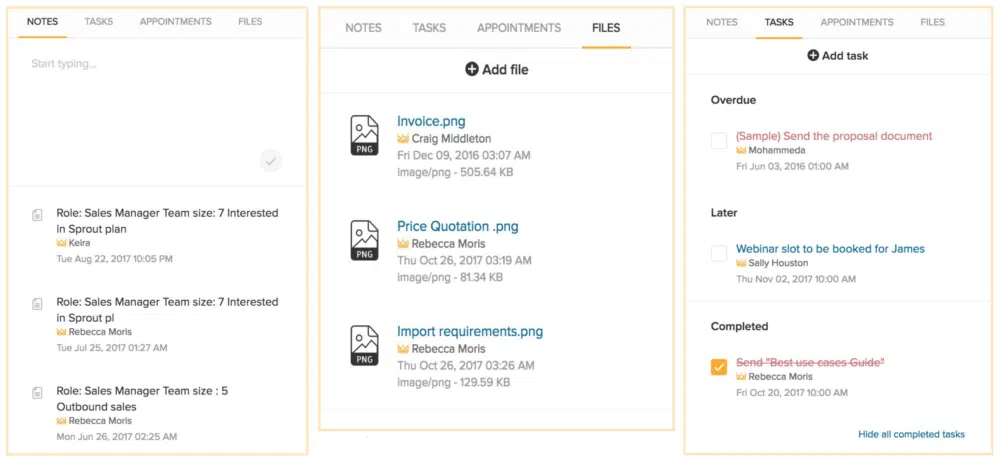 NOTES TASKS APPOINTMENTS FILES
Start typing...
Role: Sales Manager Team size: 7 Interested
in Sprout plan
Keira
Tue Aug 22, 2017 10:05 PM
Role: Sales Manager Team size: 7 Interested
in Sprout pl
Rebecca Moris
Tue Jul 25, 2017 01:27 AM
Role: Sales Manager Team size : 5
Outbound sales
Rebecca Moris
Mon Jun 26, 2017 02:25 AM
NOTES TASKS APPOINTMENTS FILES
Add file
PNG
Invoice.png
Craig Middleton
Fri Dec 09, 2016 03:07 AM
image/png - 505.64 KB
PNG
Price Quotation .png
Rebecca Moris
Thu Oct 26, 2017 03:19 AM
image/png - 81.34 KB
PNG
Import requirements.png
Rebecca Moris
Thu Oct 26, 2017 03:26 AM
image/png - 129.59 KB
NOTES TASKS APPOINTMENTS FILES
Add task
Overdue
(Sample) Send the proposal document
Mohammeda
Fri Jun 03, 2016 01:00 AM
Later
Webinar slot to be booked for James
Sally Houston
Thu Nov 02, 2017 10:00 AM
Completed
Send "Best use cases Guide"
Rebecca Moris
Fri Oct 20, 2017 10:00 AM
Hide all completed tasks